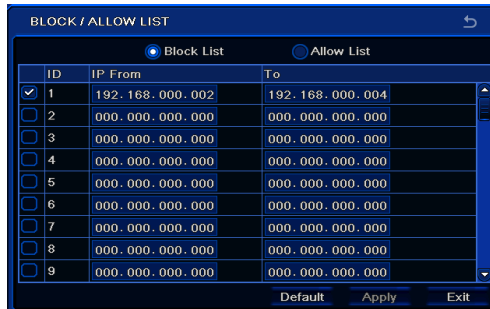 BLOCK / ALLOW LIST
Block List Allow List
ID IP From To
1 192.168.000.002 192.168.000.004
2 000.000.000.000 000.000.000.000
3 000.000.000.000 000.000.000.000
4 000.000.000.000 000.000.000.000
5 000.000.000.000 000.000.000.000
6 000.000.000.000 000.000.000.000
7 000.000.000.000 000.000.000.000
8 000.000.000.000 000.000.000.000
9 000.000.000.000 000.000.000.000
Default Apply Exit